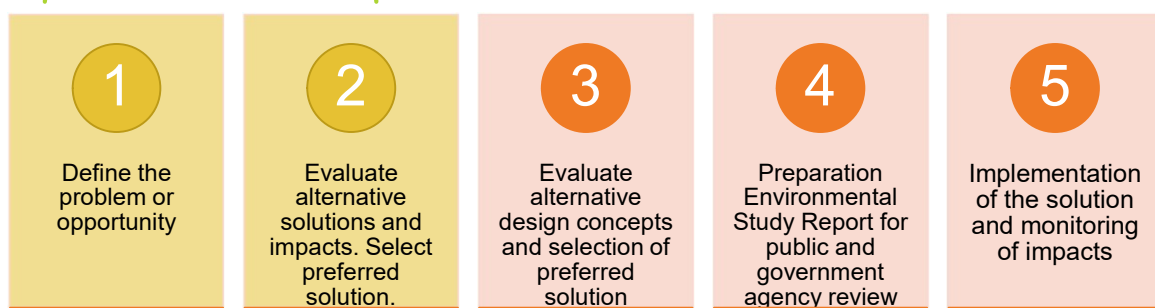 1
Define the
problem or
opportunity
2
Evaluate
alternative
solutions and
impacts. Select
preferred
solution.
3
Evaluate
alternative
design concepts
and selection of
preferred
solution
4
Preparation
Environmental
Study Report for
public and
government
agency review
5
Implementation
of the solution
and monitoring
of impacts